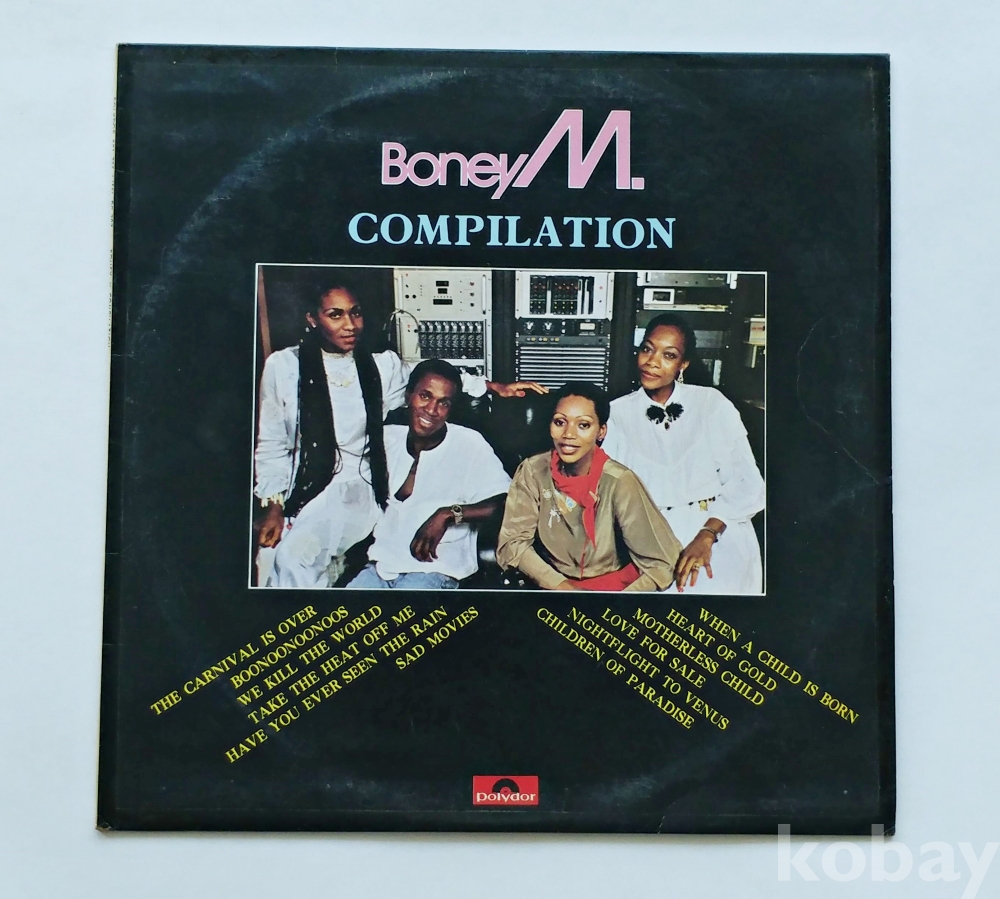 Boney M.
COMPILATION
THE CARNIVAL IS OVER
BOONOONOONOOS
WE KILL THE WORLD
TAKE THE HEAT OFF ME
HAVE YOU EVER SEEN THE RAIN
SAD MOVIES
WHEN A CHILD IS BORN
HEART OF GOLD
MOTHERLESS CHILD
LOVE FOR SALE
NIGHTFLIGHT TO VENUS
CHILDREN OF PARADISE
polydor
kobay